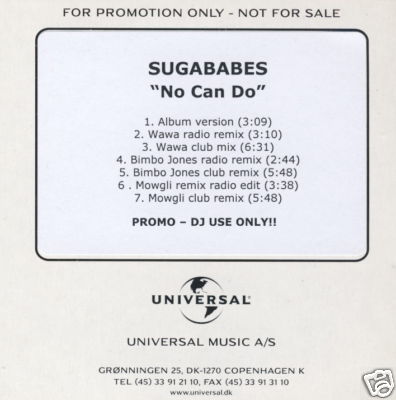 FOR PROMOTION ONLY - NOT FOR SALE
SUGABABES
“No Can Do”
1. Album version (3:09)
2. Wawa radio remix (3:10)
3. Wawa club mix (6:31)
4. Bimbo Jones radio remix (2:44)
5. Bimbo Jones club remix (5:48)
6 . Mowgli remix radio edit (3:38)
7. Mowgli club remix (5:48)
PROMO – DJ USE ONLY!!
UNIVERSAL
UNIVERSAL MUSIC A/S
GRØNNINGEN 25, DK-1270 COPENHAGEN K
TEL (45) 33 91 21 10, FAX (45) 33 91 31 10
www.universal.dk